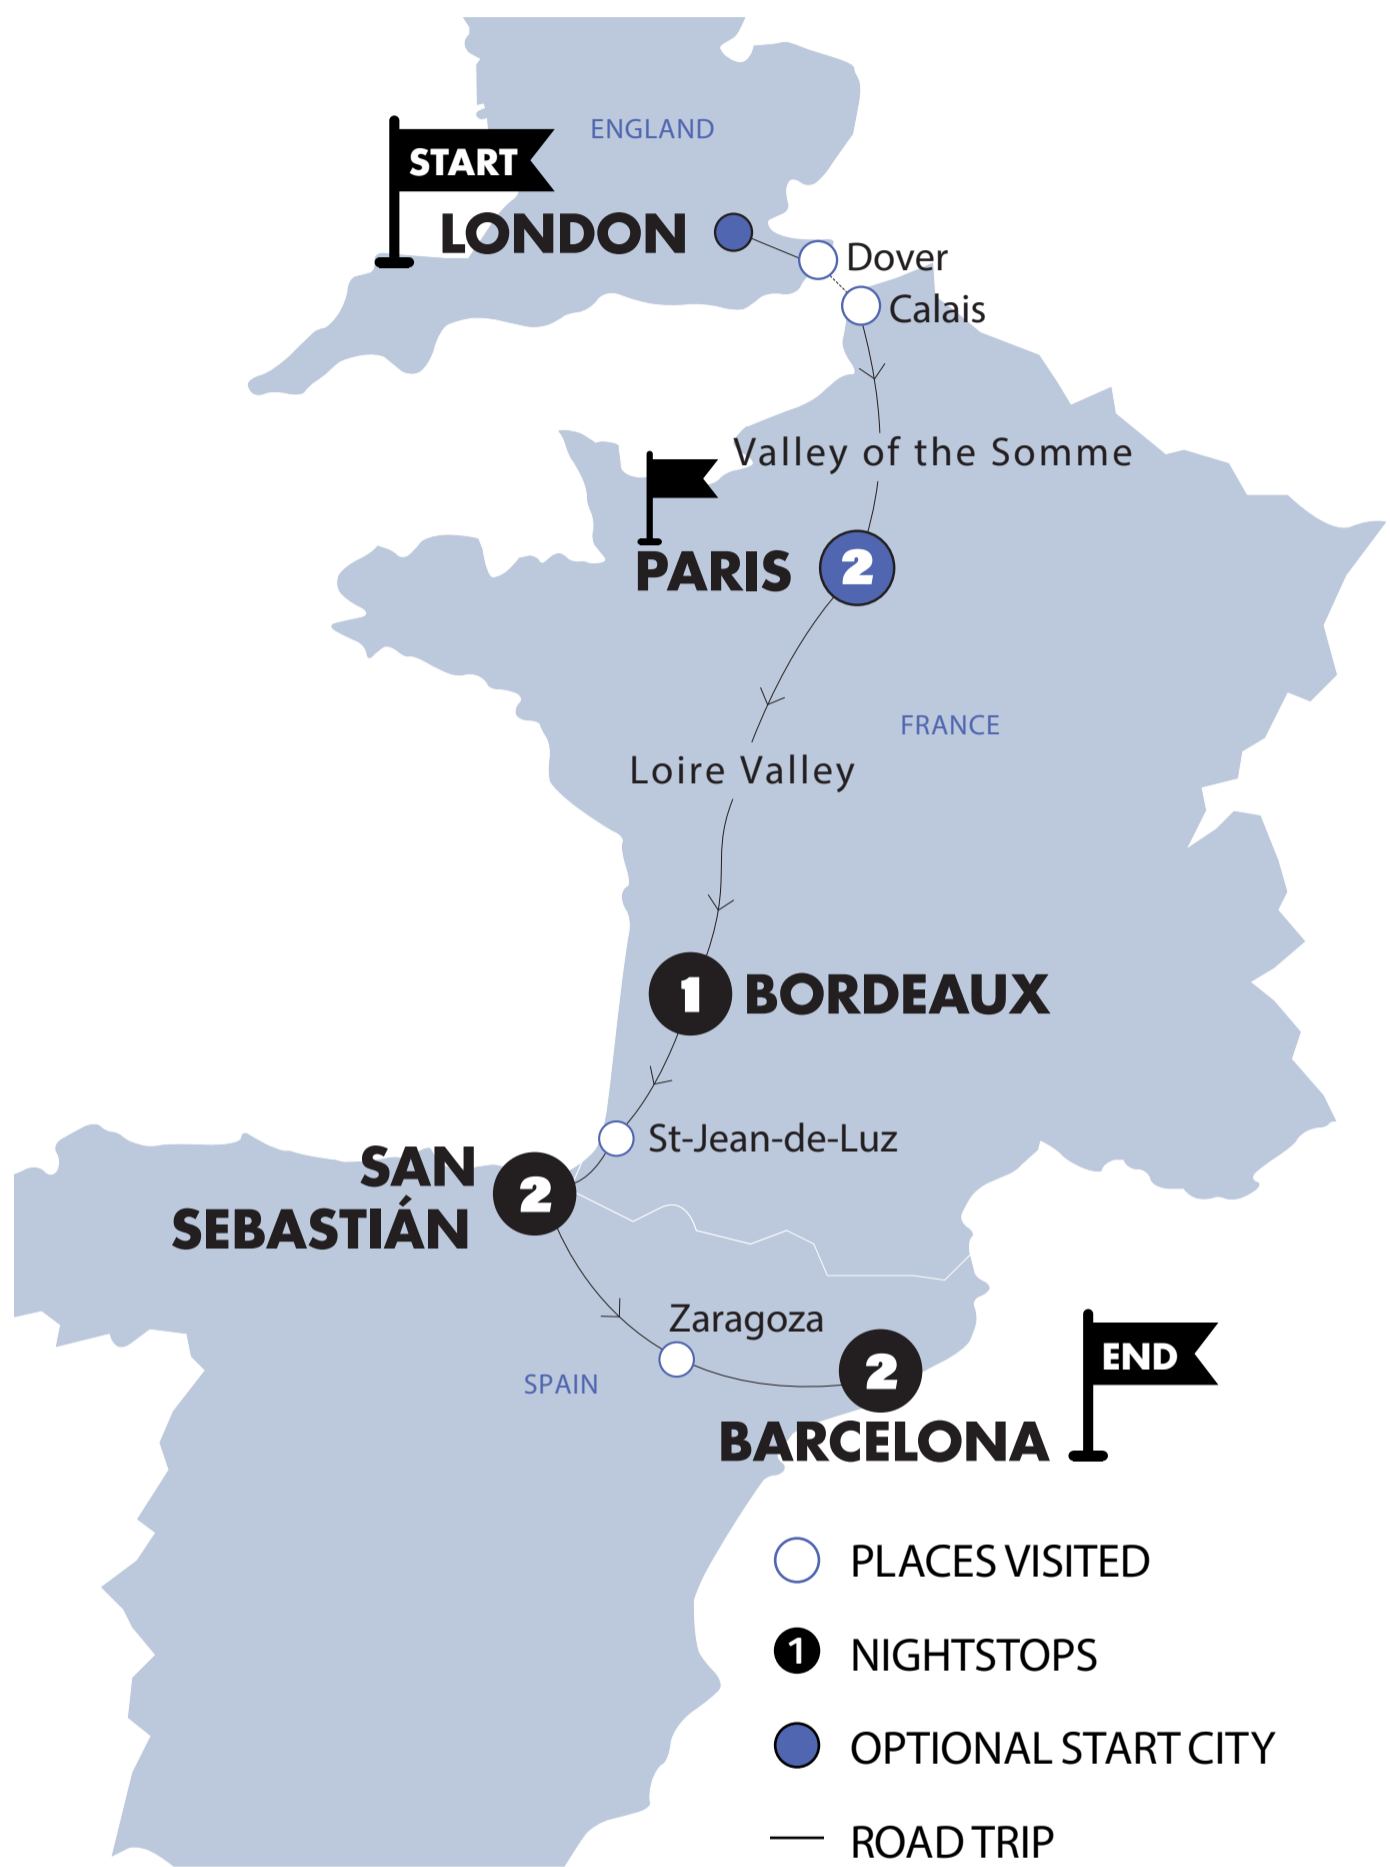 ENGLAND
START
LONDON
Dover
Calais
Valley of the Somme
PARIS
2
FRANCE
Loire Valley
1
BORDEAUX
St-Jean-de-Luz
SAN
SEBASTIÁN
2
Zaragoza
SPAIN
2
BARCELONA
END
PLACES VISITED
1
NIGHTSTOPS
OPTIONAL START CITY
ROAD TRIP